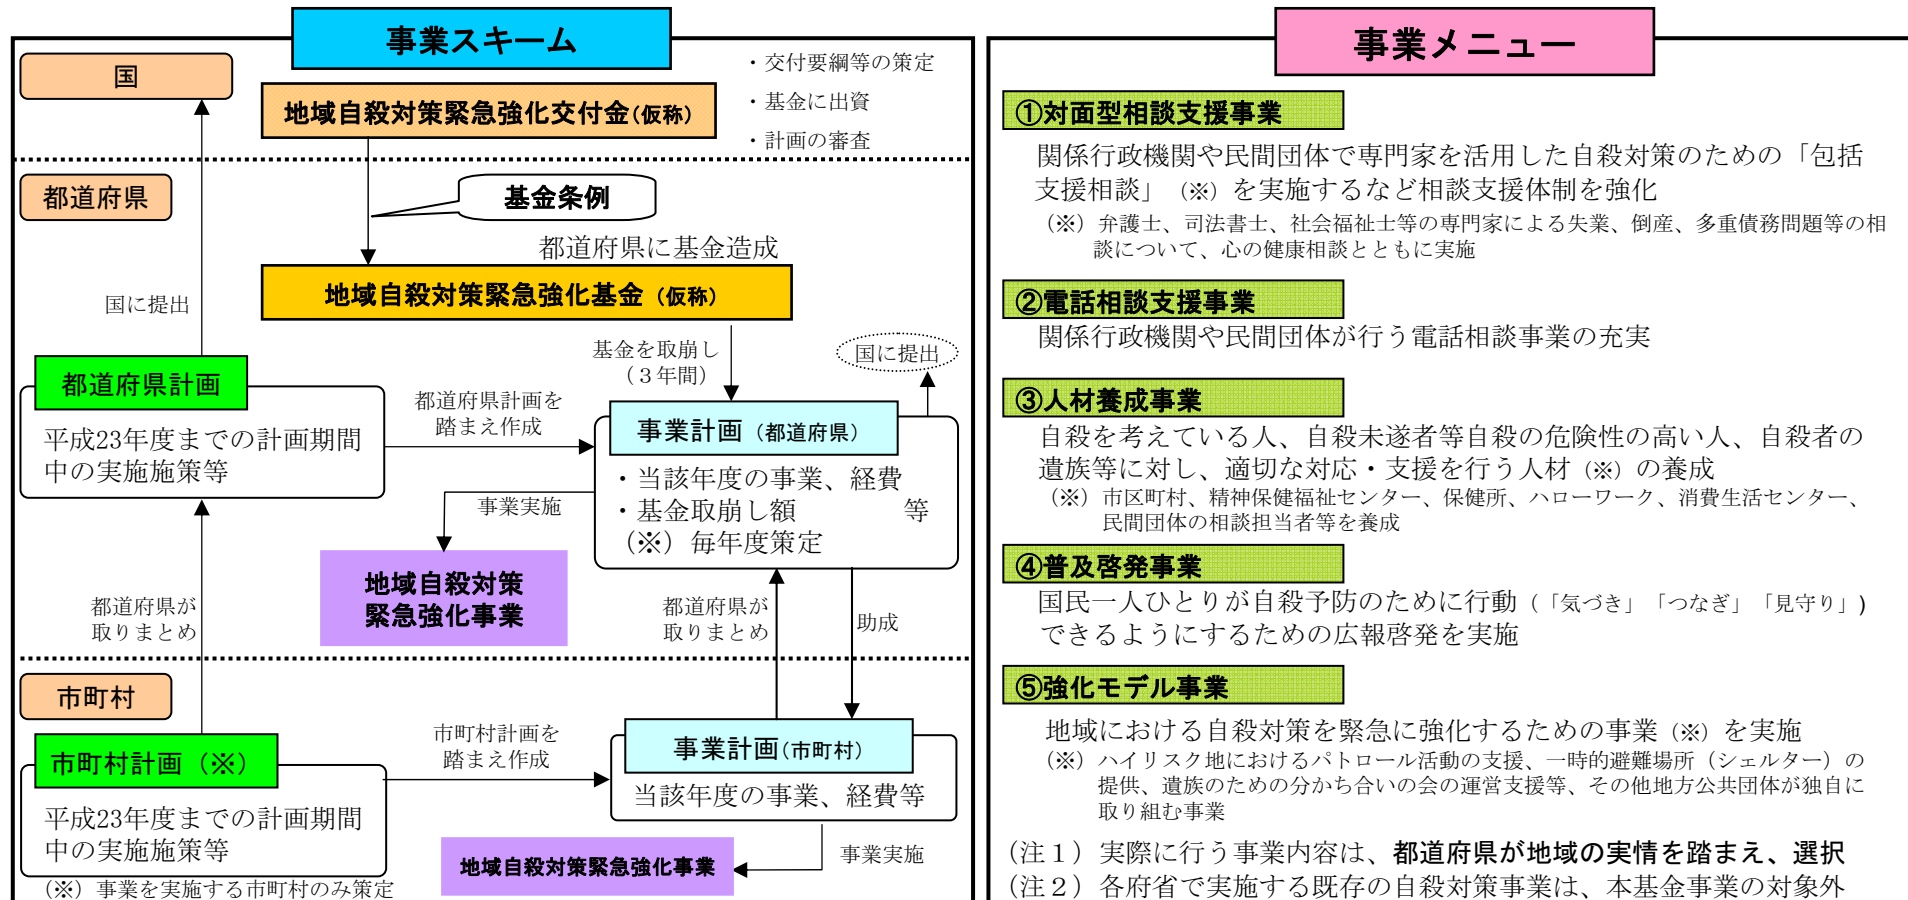 事業スキーム
国
・交付要綱等の策定
・基金に出資
・計画の審査
地域自殺対策緊急強化交付金(仮称)
都道府県
基金条例
都道府県に基金造成
地域自殺対策緊急強化基金（仮称）
国に提出
基金を取崩し
（３年間）
国に提出
都道府県計画
平成23年度までの計画期間
中の実施施策等
都道府県計画を
踏まえ作成
事業計画（都道府県）
・当該年度の事業、経費
・基金取崩し額　　　　等
（※）毎年度策定
事業実施
地域自殺対策
緊急強化事業
都道府県が
取りまとめ
都道府県が
取りまとめ
助成
市町村
市町村計画（※）
平成23年度までの計画期間
中の実施施策等
（※）事業を実施する市町村のみ策定
市町村計画を
踏まえ作成
事業計画(市町村)
当該年度の事業、経費等
事業実施
地域自殺対策緊急強化事業
事業メニュー
①対面型相談支援事業
関係行政機関や民間団体で専門家を活用した自殺対策のための「包括
支援相談」（※）を実施するなど相談支援体制を強化
（※）弁護士、司法書士、社会福祉士等の専門家による失業、倒産、多重債務問題等の相
談について、心の健康相談とともに実施
②電話相談支援事業
関係行政機関や民間団体が行う電話相談事業の充実
③人材養成事業
自殺を考えている人、自殺未遂者等自殺の危険性の高い人、自殺者の
遺族等に対し、適切な対応・支援を行う人材（※）の養成
（※）市区町村、精神保健福祉センター、保健所、ハローワーク、消費生活センター、
民間団体の相談担当者等を養成
④普及啓発事業
国民一人ひとりが自殺予防のために行動（「気づき」「つなぎ」「見守り」)
できるようにするための広報啓発を実施
⑤強化モデル事業
地域における自殺対策を緊急に強化するための事業（※）を実施
（※）ハイリスク地におけるパトロール活動の支援、一時的避難場所（シェルター）の
提供、遺族のための分かち合いの会の運営支援等、その他地方公共団体が独自に
取り組む事業
（注１）実際に行う事業内容は、都道府県が地域の実情を踏まえ、選択
（注２）各府省で実施する既存の自殺対策事業は、本基金事業の対象外